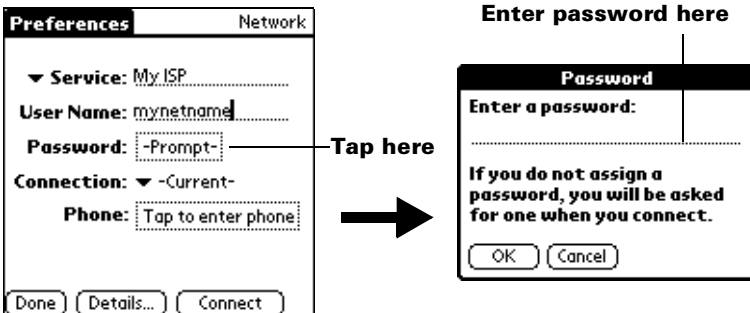 Preferences Network
Service: My ISP
User Name: mynetname
Password: -Prompt-
Connection: -Current-
Phone: Tap to enter phone
Done Details... Connect
Tap here
Enter password here
Password
Enter a password:
If you do not assign a
password, you will be asked
for one when you connect.
OK Cancel